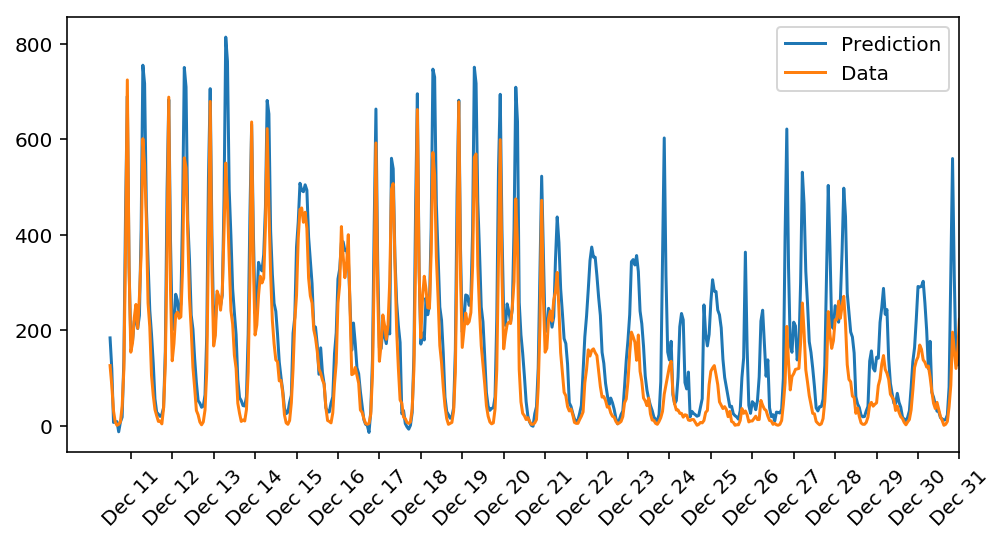 800
600
400
200
0
Prediction
Data
Dec 11
Dec 12
Dec 13
Dec 14
Dec 15
Dec 16
Dec 17
Dec 18
Dec 19
Dec 20
Dec 21
Dec 22
Dec 23
Dec 24
Dec 25
Dec 26
Dec 27
Dec 28
Dec 29
Dec 30
Dec 31